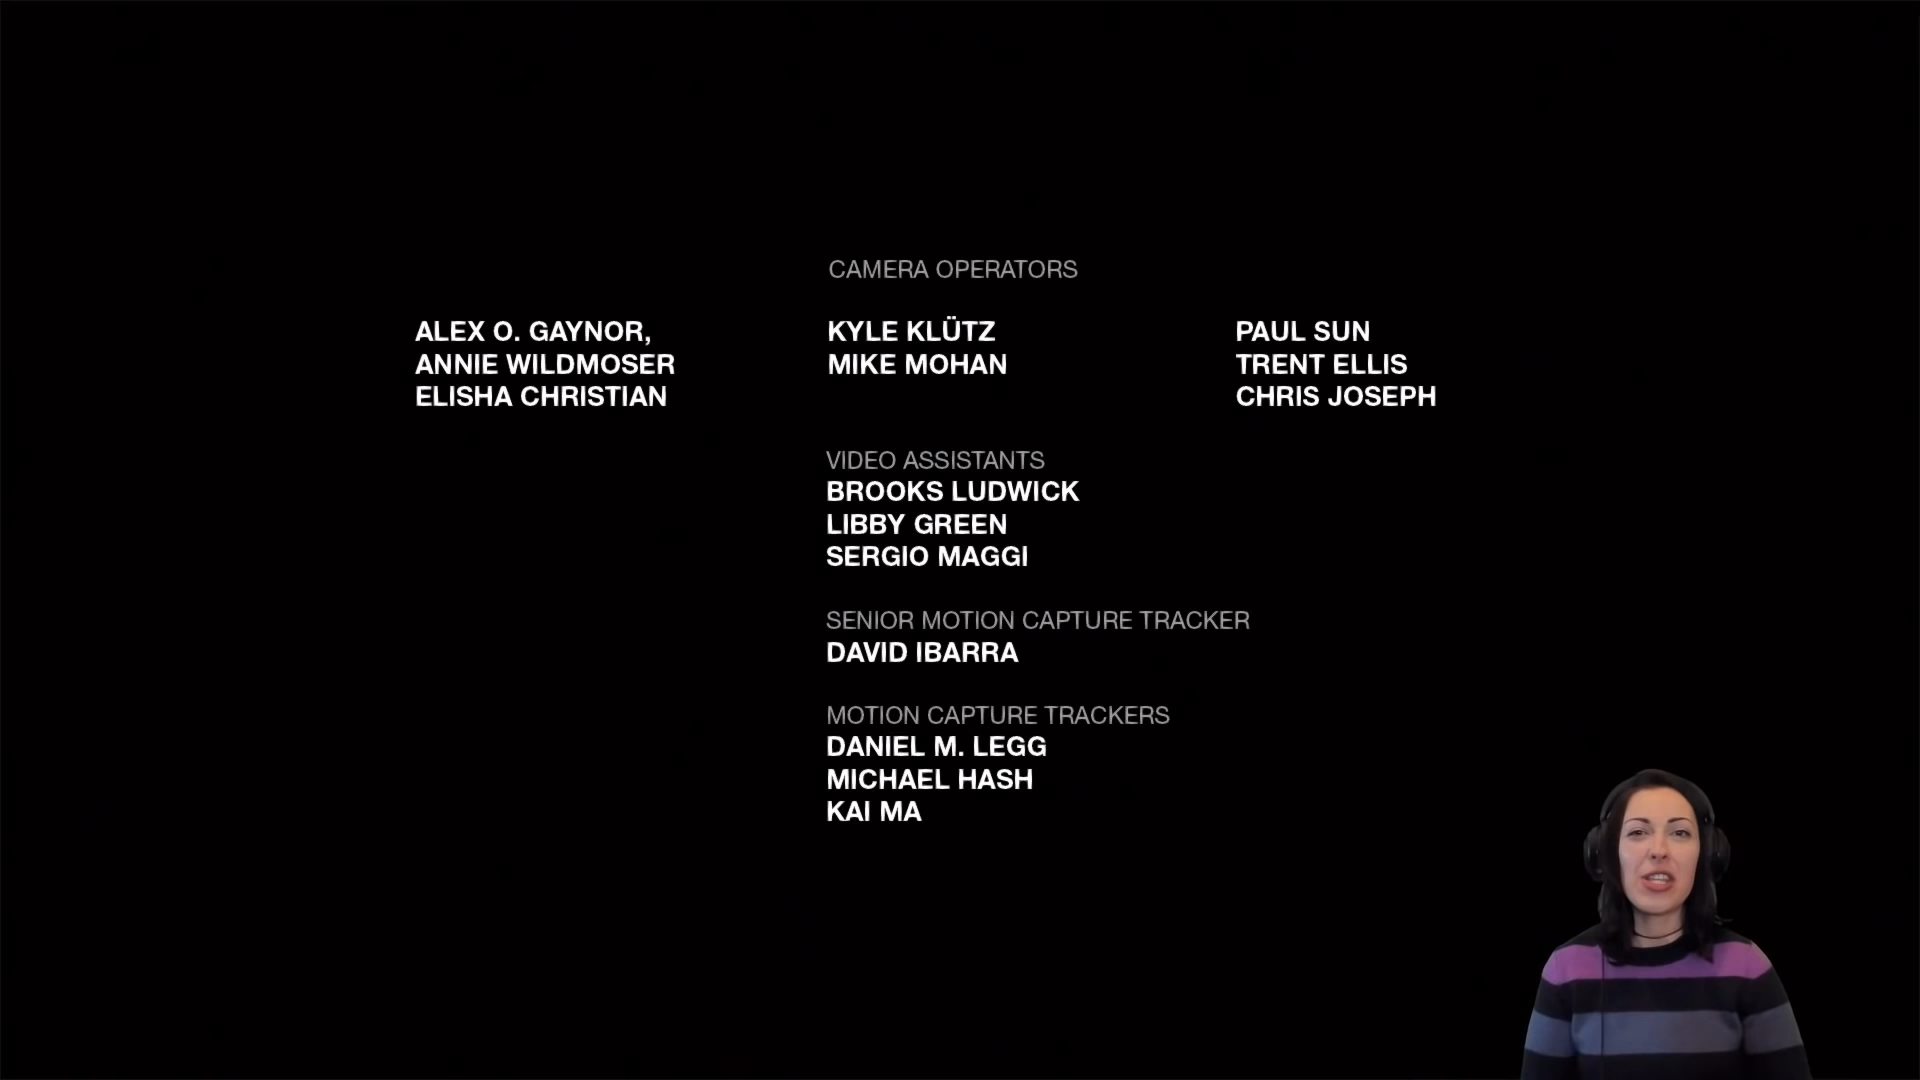 CAMERA OPERATORS
ALEX O. GAYNOR,
ANNIE WILDMOSER
ELISHA CHRISTIAN
KYLE KLÜTZ
MIKE MOHAN
PAUL SUN
TRENT ELLIS
CHRIS JOSEPH
VIDEO ASSISTANTS
BROOKS LUDWICK
LIBBY GREEN
SERGIO MAGGI
SENIOR MOTION CAPTURE TRACKER
DAVID IBARRA
MOTION CAPTURE TRACKERS
DANIEL M. LEGG
MICHAEL HASH
KAI MA